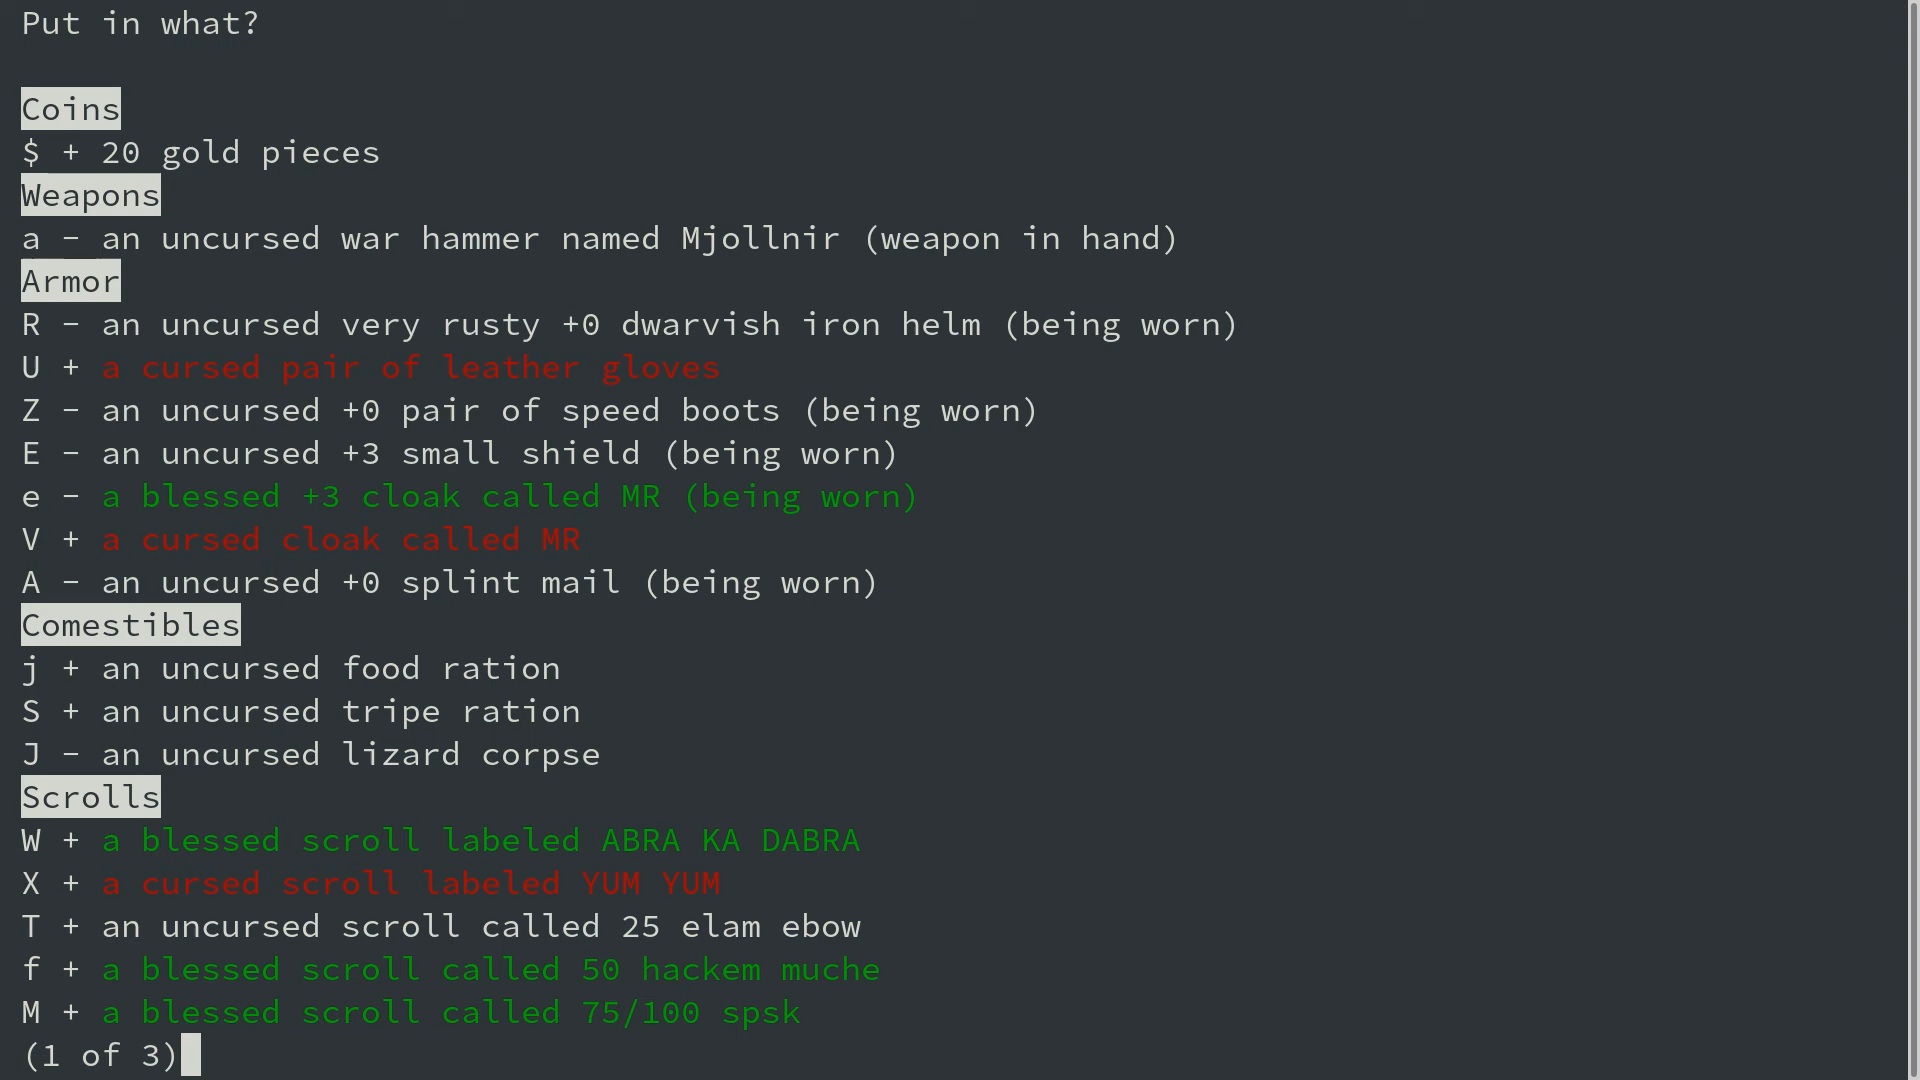 Put in what?
Coins
$ + 20 gold pieces
Weapons
a - an uncursed war hammer named Mjollnir (weapon in hand)
Armor
R - an uncursed very rusty +0 dwarvish iron helm (being worn)
U + a cursed pair of leather gloves
Z - an uncursed +0 pair of speed boots (being worn)
E - an uncursed +3 small shield (being worn)
e - a blessed +3 cloak called MR (being worn)
V + a cursed cloak called MR
A - an uncursed +0 splint mail (being worn)
Comestibles
j + an uncursed food ration
S + an uncursed tripe ration
J - an uncursed lizard corpse
Scrolls
W + a blessed scroll labeled ABRA KA DABRA
X + a cursed scroll labeled YUM YUM
T + an uncursed scroll called 25 elam ebow
f + a blessed scroll called 50 hackem muche
M + a blessed scroll called 75/100 spsk
(1 of 3)